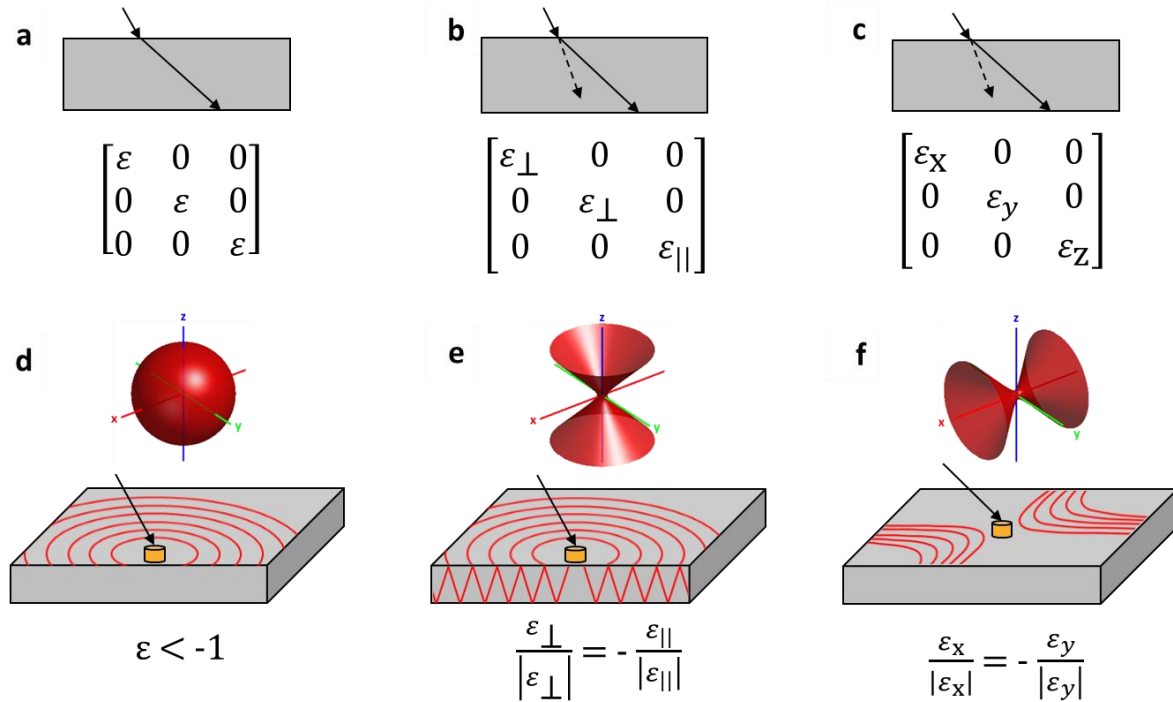 a b c
[ε 0 0
0 ε 0
0 0 ε]
[ε⊥ 0 0
0 ε⊥ 0
0 0 ε||]
[εX 0 0
0 εy 0
0 0 εZ]
d z x y
e z x y
f z x y
ε < -1
ε⊥/|ε⊥| = - ε||/|ε|||
εx/|εx| = - εy/|εy|